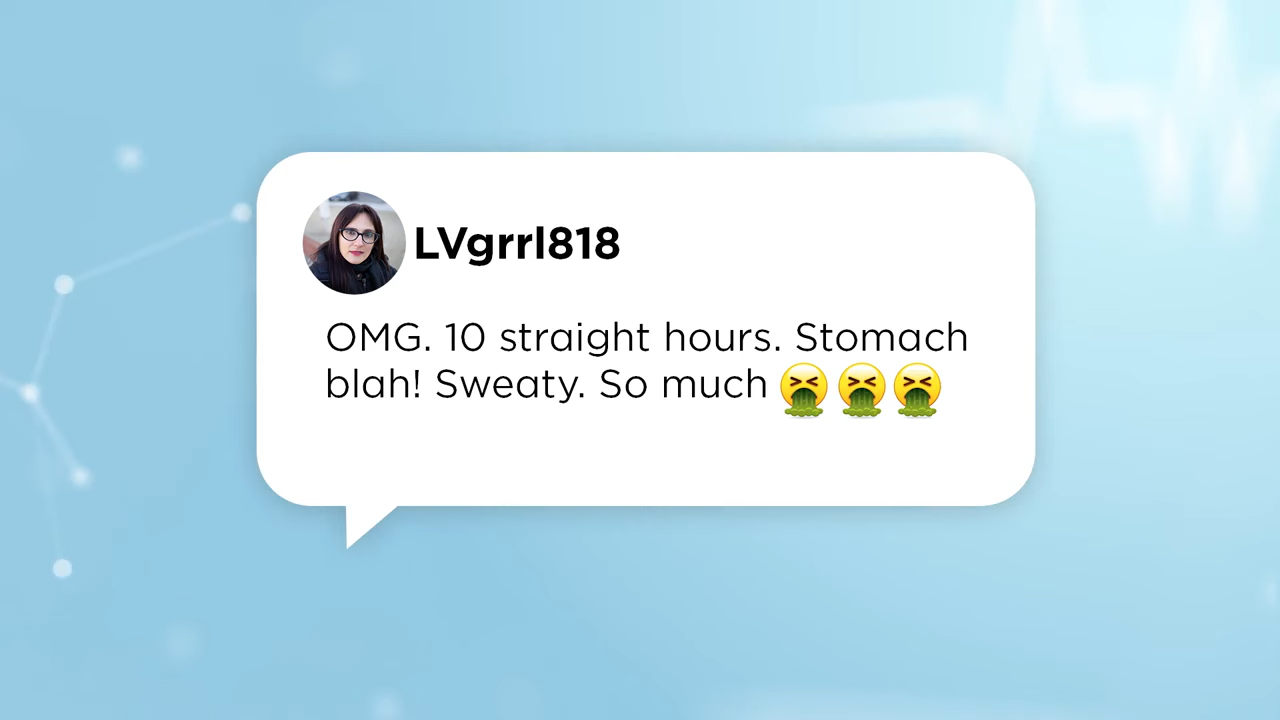 LVgrrl818
OMG. 10 straight hours. Stomach
blah! Sweaty. So much 🤮🤮🤮